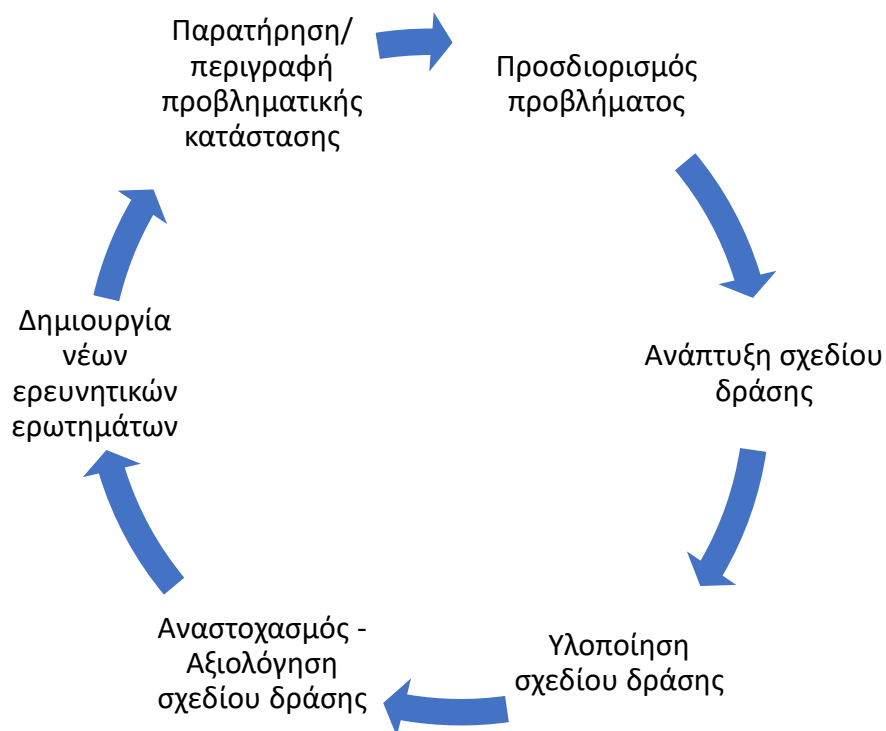 Παρατήρηση/
περιγραφή
προβληματικής
κατάστασης
Προσδιορισμός
προβλήματος
Ανάπτυξη σχεδίου
δράσης
Υλοποίηση
σχεδίου δράσης
Αναστοχασμός -
Αξιολόγηση
σχεδίου δράσης
Δημιουργία
νέων
ερευνητικών
ερωτημάτων